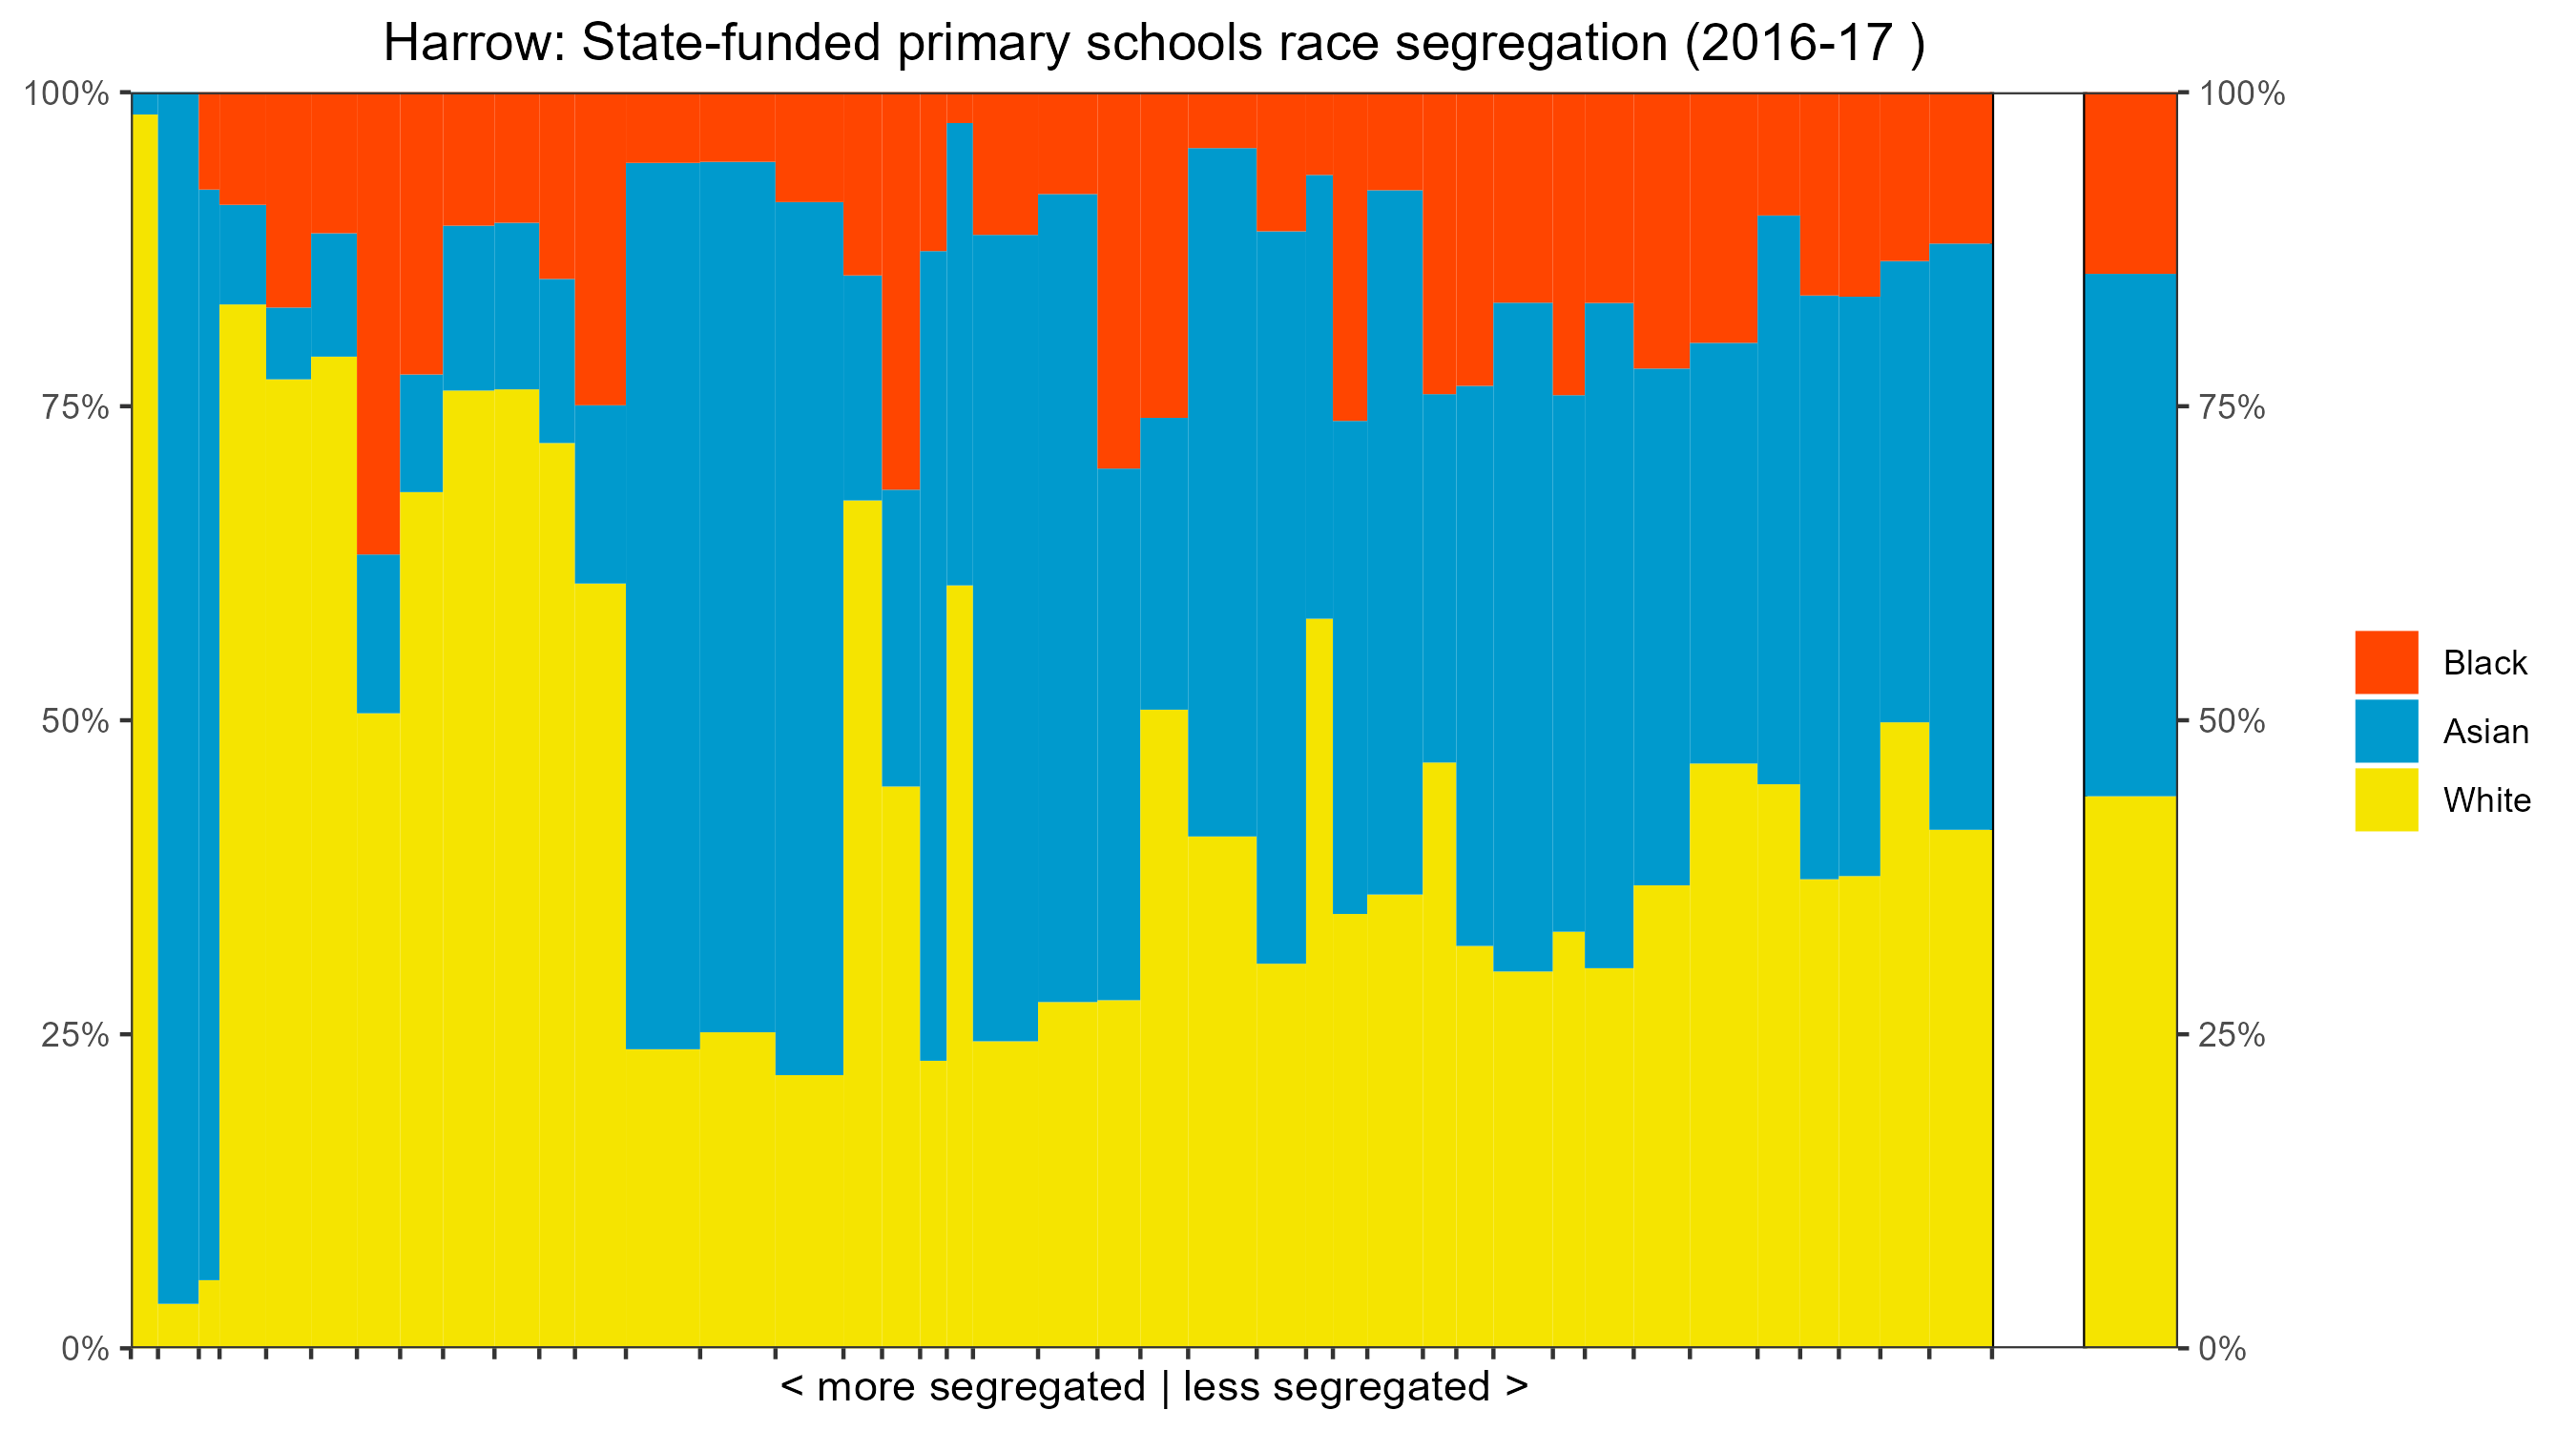 Harrow: State-funded primary schools race segregation (2016-17 )
100%
75%
50%
25%
0%
100%
75%
50%
25%
0%
Black
Asian
White
< more segregated | less segregated >